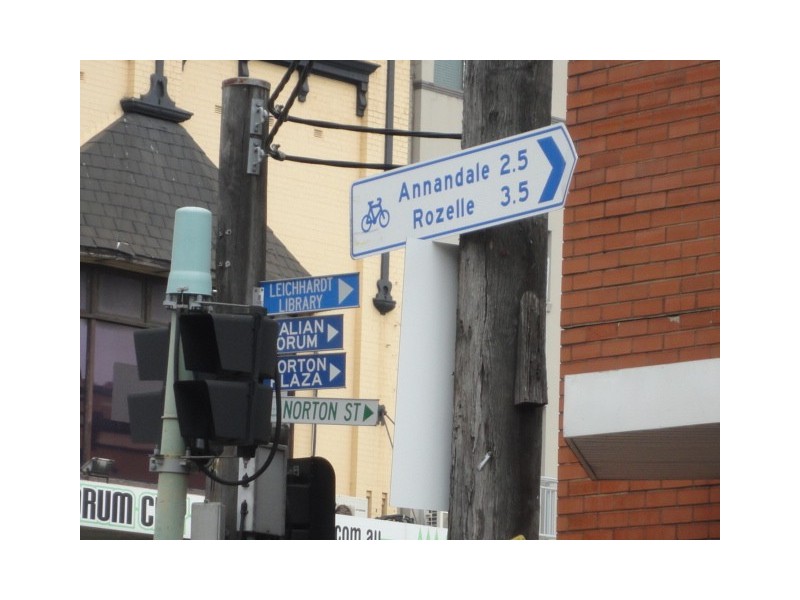 Annandale 2.5
Rozelle 3.5
LEICHHARDT
LIBRARY
ALIAN
ORUM
ORTON
LAZA
NORTON ST
RUM C
com.au